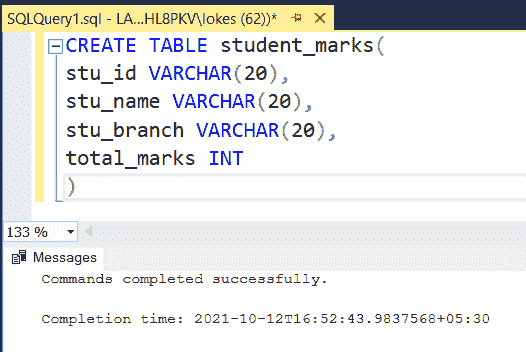 SQLQuery1.sql - LA...HL8PKV\lokes (62))*
CREATE TABLE student_marks(
stu_id VARCHAR(20),
stu_name VARCHAR(20),
stu_branch VARCHAR(20),
total_marks INT
)
133 %
Messages
Commands completed successfully.
Completion time: 2021-10-12T16:52:43.9837568+05:30